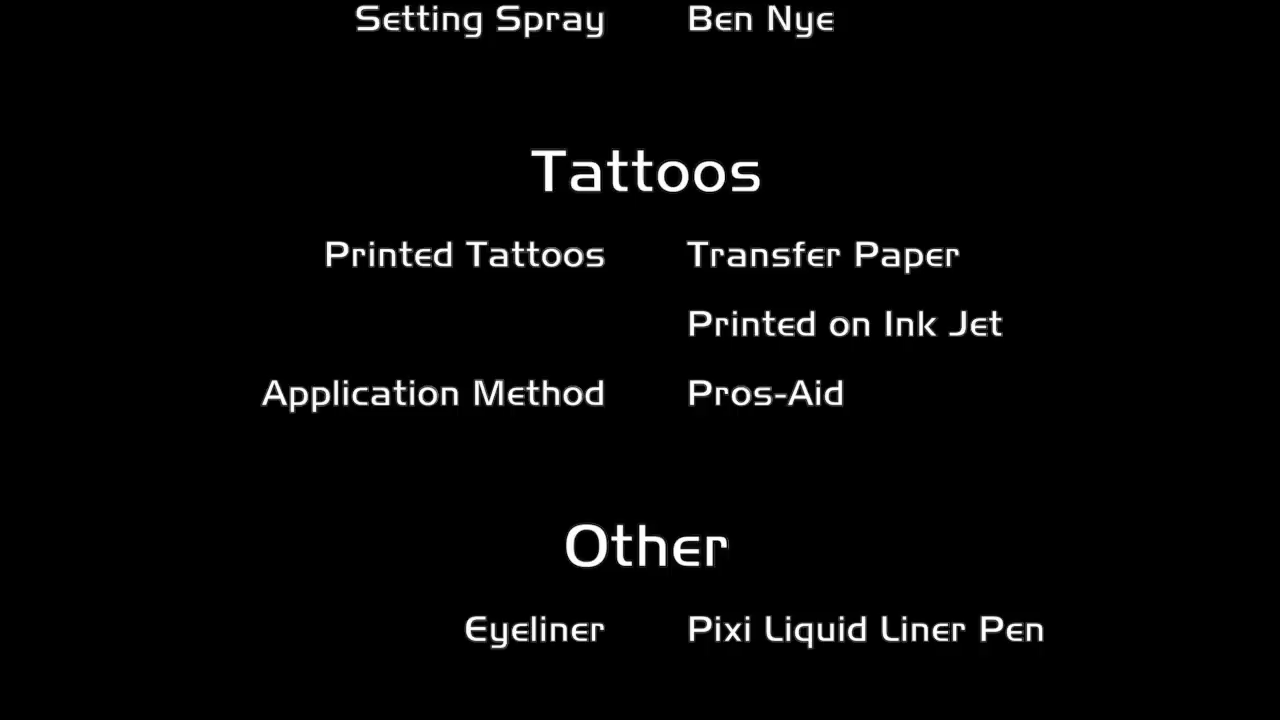 Setting Spray Ben Nye
Tattoos
Printed Tattoos Transfer Paper
Printed on Ink Jet
Application Method Pros-Aid
Other
Eyeliner Pixi Liquid Liner Pen